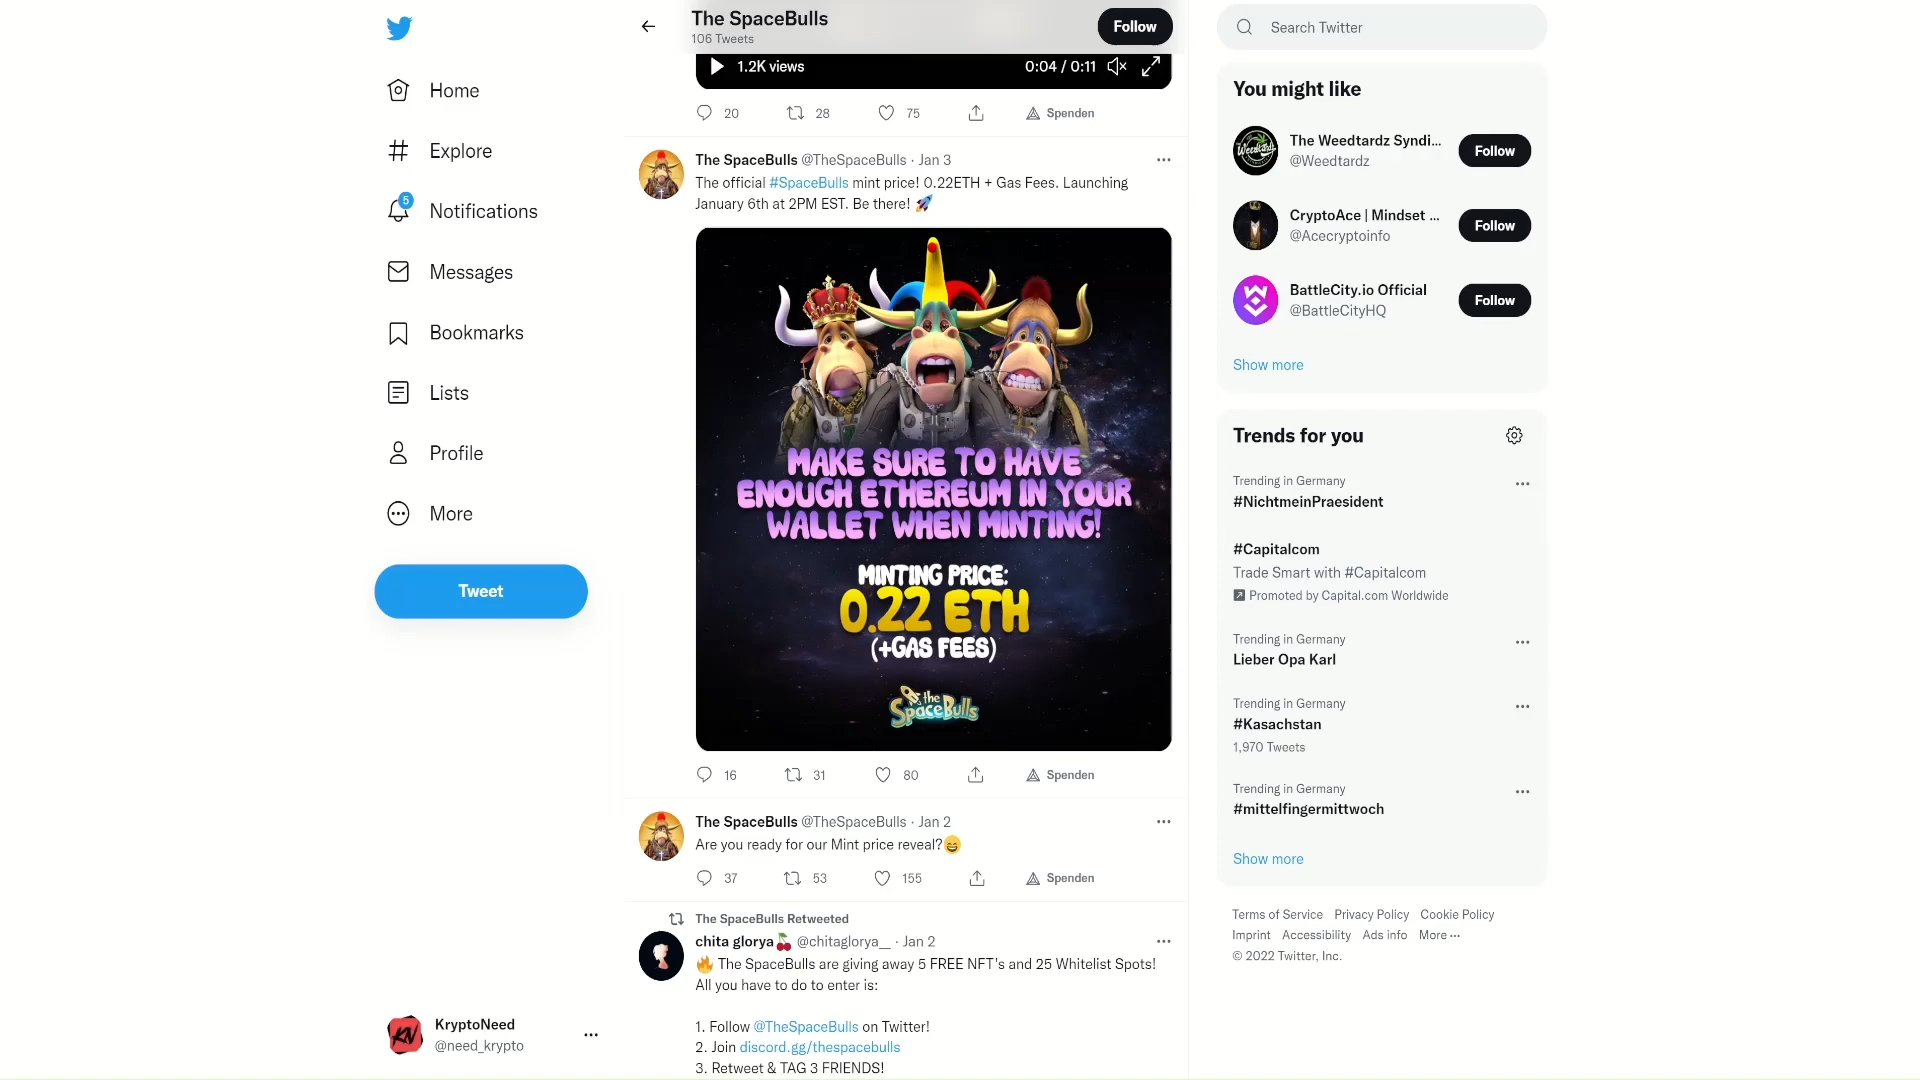 Home
Explore
5
Notifications
Messages
Bookmarks
Lists
Profile
More
Tweet
KryptoNeed
@need_krypto
The SpaceBulls
106 Tweets
Follow
1.2K views
0:04 / 0:11
20 28 75 Spenden
The SpaceBulls @TheSpaceBulls · Jan 3
The official #SpaceBulls mint price! 0.22ETH + Gas Fees. Launching
January 6th at 2PM EST. Be there! 🚀
MAKE SURE TO HAVE
ENOUGH ETHEREUM IN YOUR
WALLET WHEN MINTING!
MINTING PRICE:
0.22 ETH
(+GAS FEES)
the
SpaceBulls
16 31 80 Spenden
The SpaceBulls @TheSpaceBulls · Jan 2
Are you ready for our Mint price reveal?😄
37 53 155 Spenden
The SpaceBulls Retweeted
chita glorya🍒 @chitaglorya__ · Jan 2
🔥 The SpaceBulls are giving away 5 FREE NFT's and 25 Whitelist Spots!
All you have to do to enter is:
1. Follow @TheSpaceBulls on Twitter!
2. Join discord.gg/thespacebulls
3. Retweet & TAG 3 FRIENDS!
Search Twitter
You might like
The Weedtardz Syndi...
@Weedtardz
Follow
CryptoAce | Mindset ...
@Acecryptoinfo
Follow
BattleCity.io Official
@BattleCityHQ
Follow
Show more
Trends for you
Trending in Germany
#NichtmeinPraesident
#Capitalcom
Trade Smart with #Capitalcom
Promoted by Capital.com Worldwide
Trending in Germany
Lieber Opa Karl
Trending in Germany
#Kasachstan
1,970 Tweets
Trending in Germany
#mittelfingermittwoch
Show more
Terms of Service Privacy Policy Cookie Policy
Imprint Accessibility Ads info More ···
© 2022 Twitter, Inc.